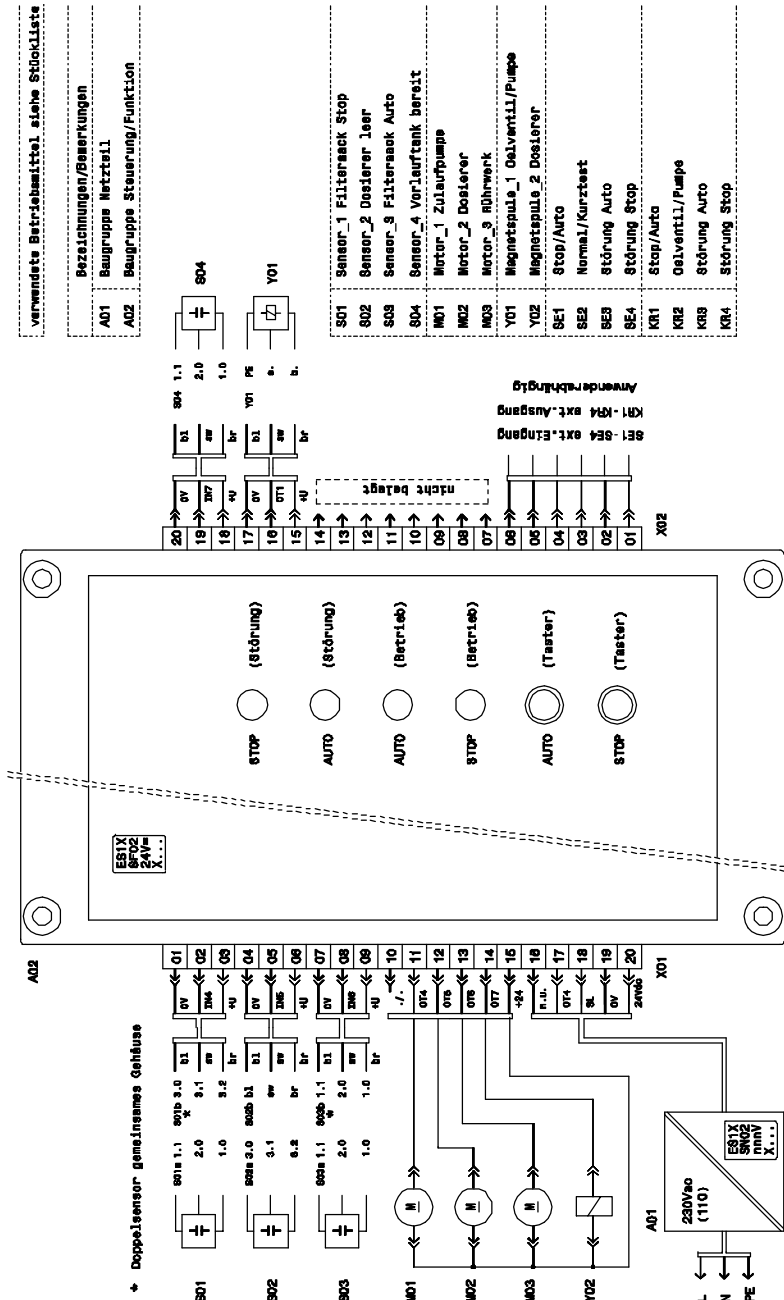 verwendete Betriebsmittel siehe Stückliste
Bezeichnungen/Bemerkungen
A01 Baugruppe Netzteil
A02 Baugruppe Steuerung/Funktion
S01 Sensor_1 Filtersack Stop
S02 Sensor_2 Dosierer leer
S03 Sensor_3 Filtersack Auto
S04 Sensor_4 Vorlauftank bereit
M01 Motor_1 Zulaufpumpe
M02 Motor_2 Dosierer
M03 Motor_3 Rührwerk
Y01 Magnetspule_1 Oelventil/Pumpe
Y02 Magnetspule_2 Dosierer
SE1 Stop/Auto
SE2 Normal/Kurztest
SE3 Störung Auto
SE4 Störung Stop
KR1 Stop/Auto
KR2 Oelventil/Pumpe
KR3 Störung Auto
KR4 Störung Stop
S04
Y01
S04 1.1
2.0
1.0
Y01 PE
a.
b.
bl
sw
br
bl
sw
br
0V
IN7
+U
0V
OT1
+U
nicht belegt
SE1-SE4 ext.Eingang
KR1-KR4 ext.Ausgang
Anwenderabhängig
20
19
18
17
16
15
14
13
12
11
10
09
08
07
06
05
04
03
02
01
X02
STOP (Störung)
AUTO (Störung)
AUTO (Betrieb)
STOP (Betrieb)
AUTO (Taster)
STOP (Taster)
ES1X
SF02
24V=
X...
A02
01
02
03
04
05
06
07
08
09
10
11
12
13
14
15
16
17
18
19
20
X01
0V
IN4
+U
0V
IN5
+U
0V
IN6
+U
./.
OT4
OT5
OT6
OT7
+24
n.u.
OT4
SL
0V
24Vdc
bl
sw
br
bl
sw
br
bl
sw
br
* Doppelsensor gemeinsames Gehäuse
S01a 1.1 S01b 3.0
*
2.0 3.1
1.0 3.2
S02a 3.0 S02b bl
3.1 sw
3.2 br
S03a 1.1 S03b 1.1
*
2.0 2.0
1.0 1.0
S01
S02
S03
M
M
M
M01
M02
M03
Y02
A01
230Vac
(110)
ES1X
SN02
nnnV
X...
L
N
PE